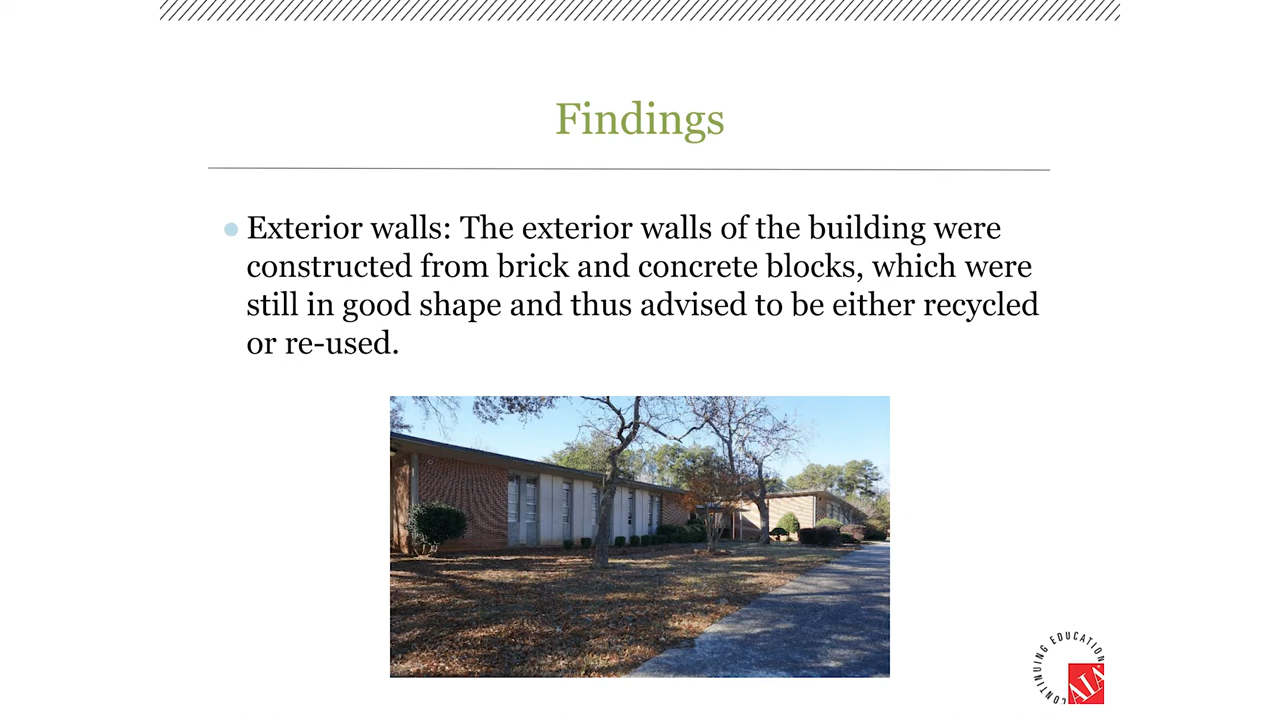 Findings
Exterior walls: The exterior walls of the building were
constructed from brick and concrete blocks, which were
still in good shape and thus advised to be either recycled
or re-used.
CONTINUING EDUCATION
AIA